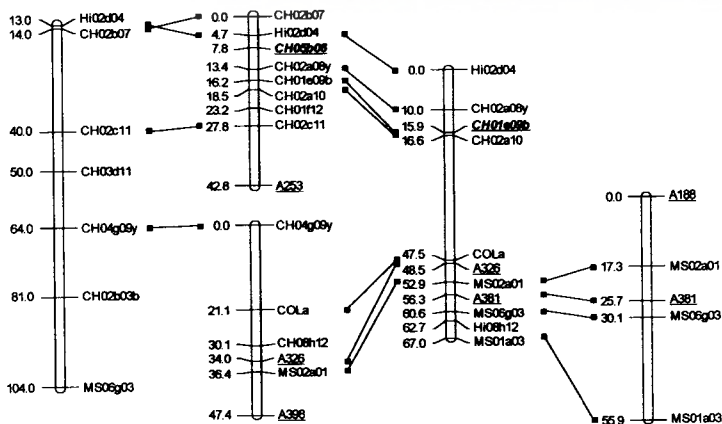 13.0 Hi02d04
14.0 CH02b07
40.0 CH02c11
50.0 CH03d11
64.0 CH04g09y
81.0 CH02b03b
104.0 MS06g03
0.0 CH02b07
4.7 Hi02d04
7.8 CH05b06
13.4 CH02a08y
16.2 CH01e09b
18.5 CH02a10
23.2 CH01f12
27.8 CH02c11
42.8 A253
0.0 CH04g09y
21.1 COLa
30.1 CH08h12
34.0 A326
36.4 MS02a01
47.4 A398
0.0 Hi02d04
10.0 CH02a08y
15.9 CH01e09b
16.6 CH02a10
47.5 COLa
48.5 A326
52.9 MS02a01
56.3 A381
60.6 MS06g03
62.7 Hi08h12
67.0 MS01a03
0.0 A188
17.3 MS02a01
25.7 A381
30.1 MS06g03
55.9 MS01a03